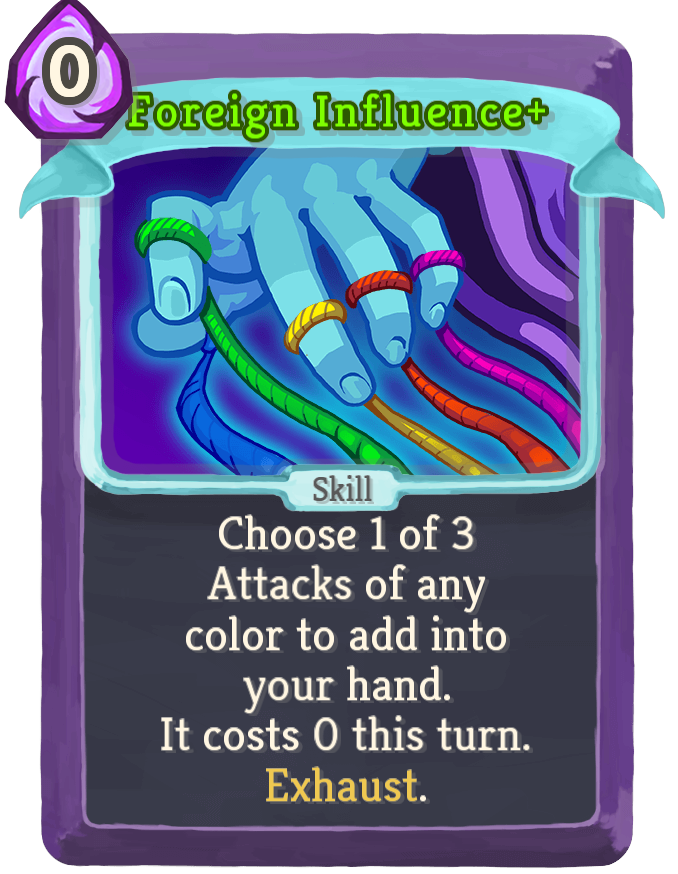 0
Foreign Influence+
Skill
Choose 1 of 3
Attacks of any
color to add into
your hand.
It costs 0 this turn.
Exhaust.